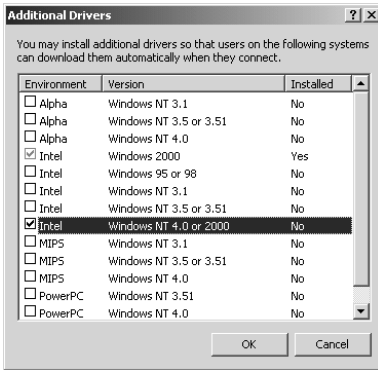 Additional Drivers
You may install additional drivers so that users on the following systems
can download them automatically when they connect.
Environment Version Installed
Alpha Windows NT 3.1 No
Alpha Windows NT 3.5 or 3.51 No
Alpha Windows NT 4.0 No
Intel Windows 2000 Yes
Intel Windows 95 or 98 No
Intel Windows NT 3.1 No
Intel Windows NT 3.5 or 3.51 No
Intel Windows NT 4.0 or 2000 No
MIPS Windows NT 3.1 No
MIPS Windows NT 3.5 or 3.51 No
MIPS Windows NT 4.0 No
PowerPC Windows NT 3.51 No
PowerPC Windows NT 4.0 No
OK Cancel